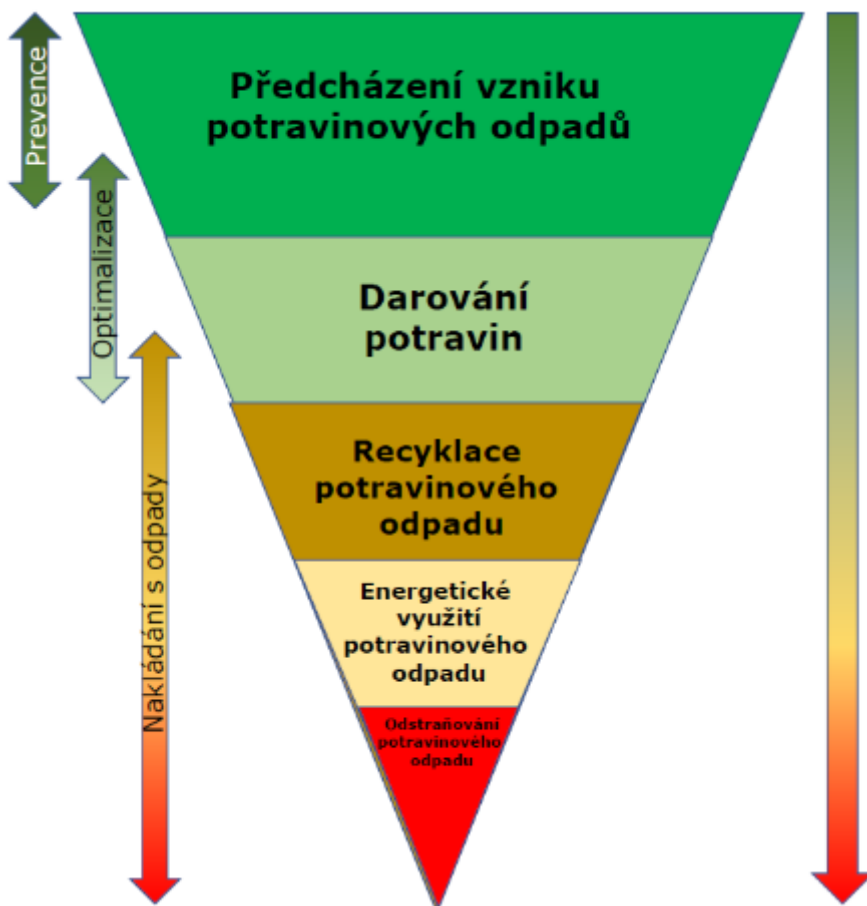 Prevence
Předcházení vzniku
potravinových odpadů
Optimalizace
Darování
potravin
Nakládání s odpady
Recyklace
potravinového
odpadu
Energetické
využití
potravinového
odpadu
Odstraňování
potravinového
odpadu